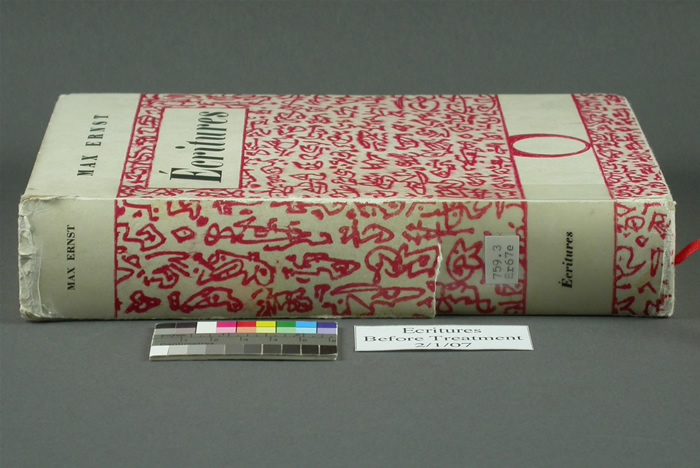 MAX ERNST
Écritures
MAX ERNST
759.3
Er67e
Écritures
Ecritures
Before Treatment
2/1/07